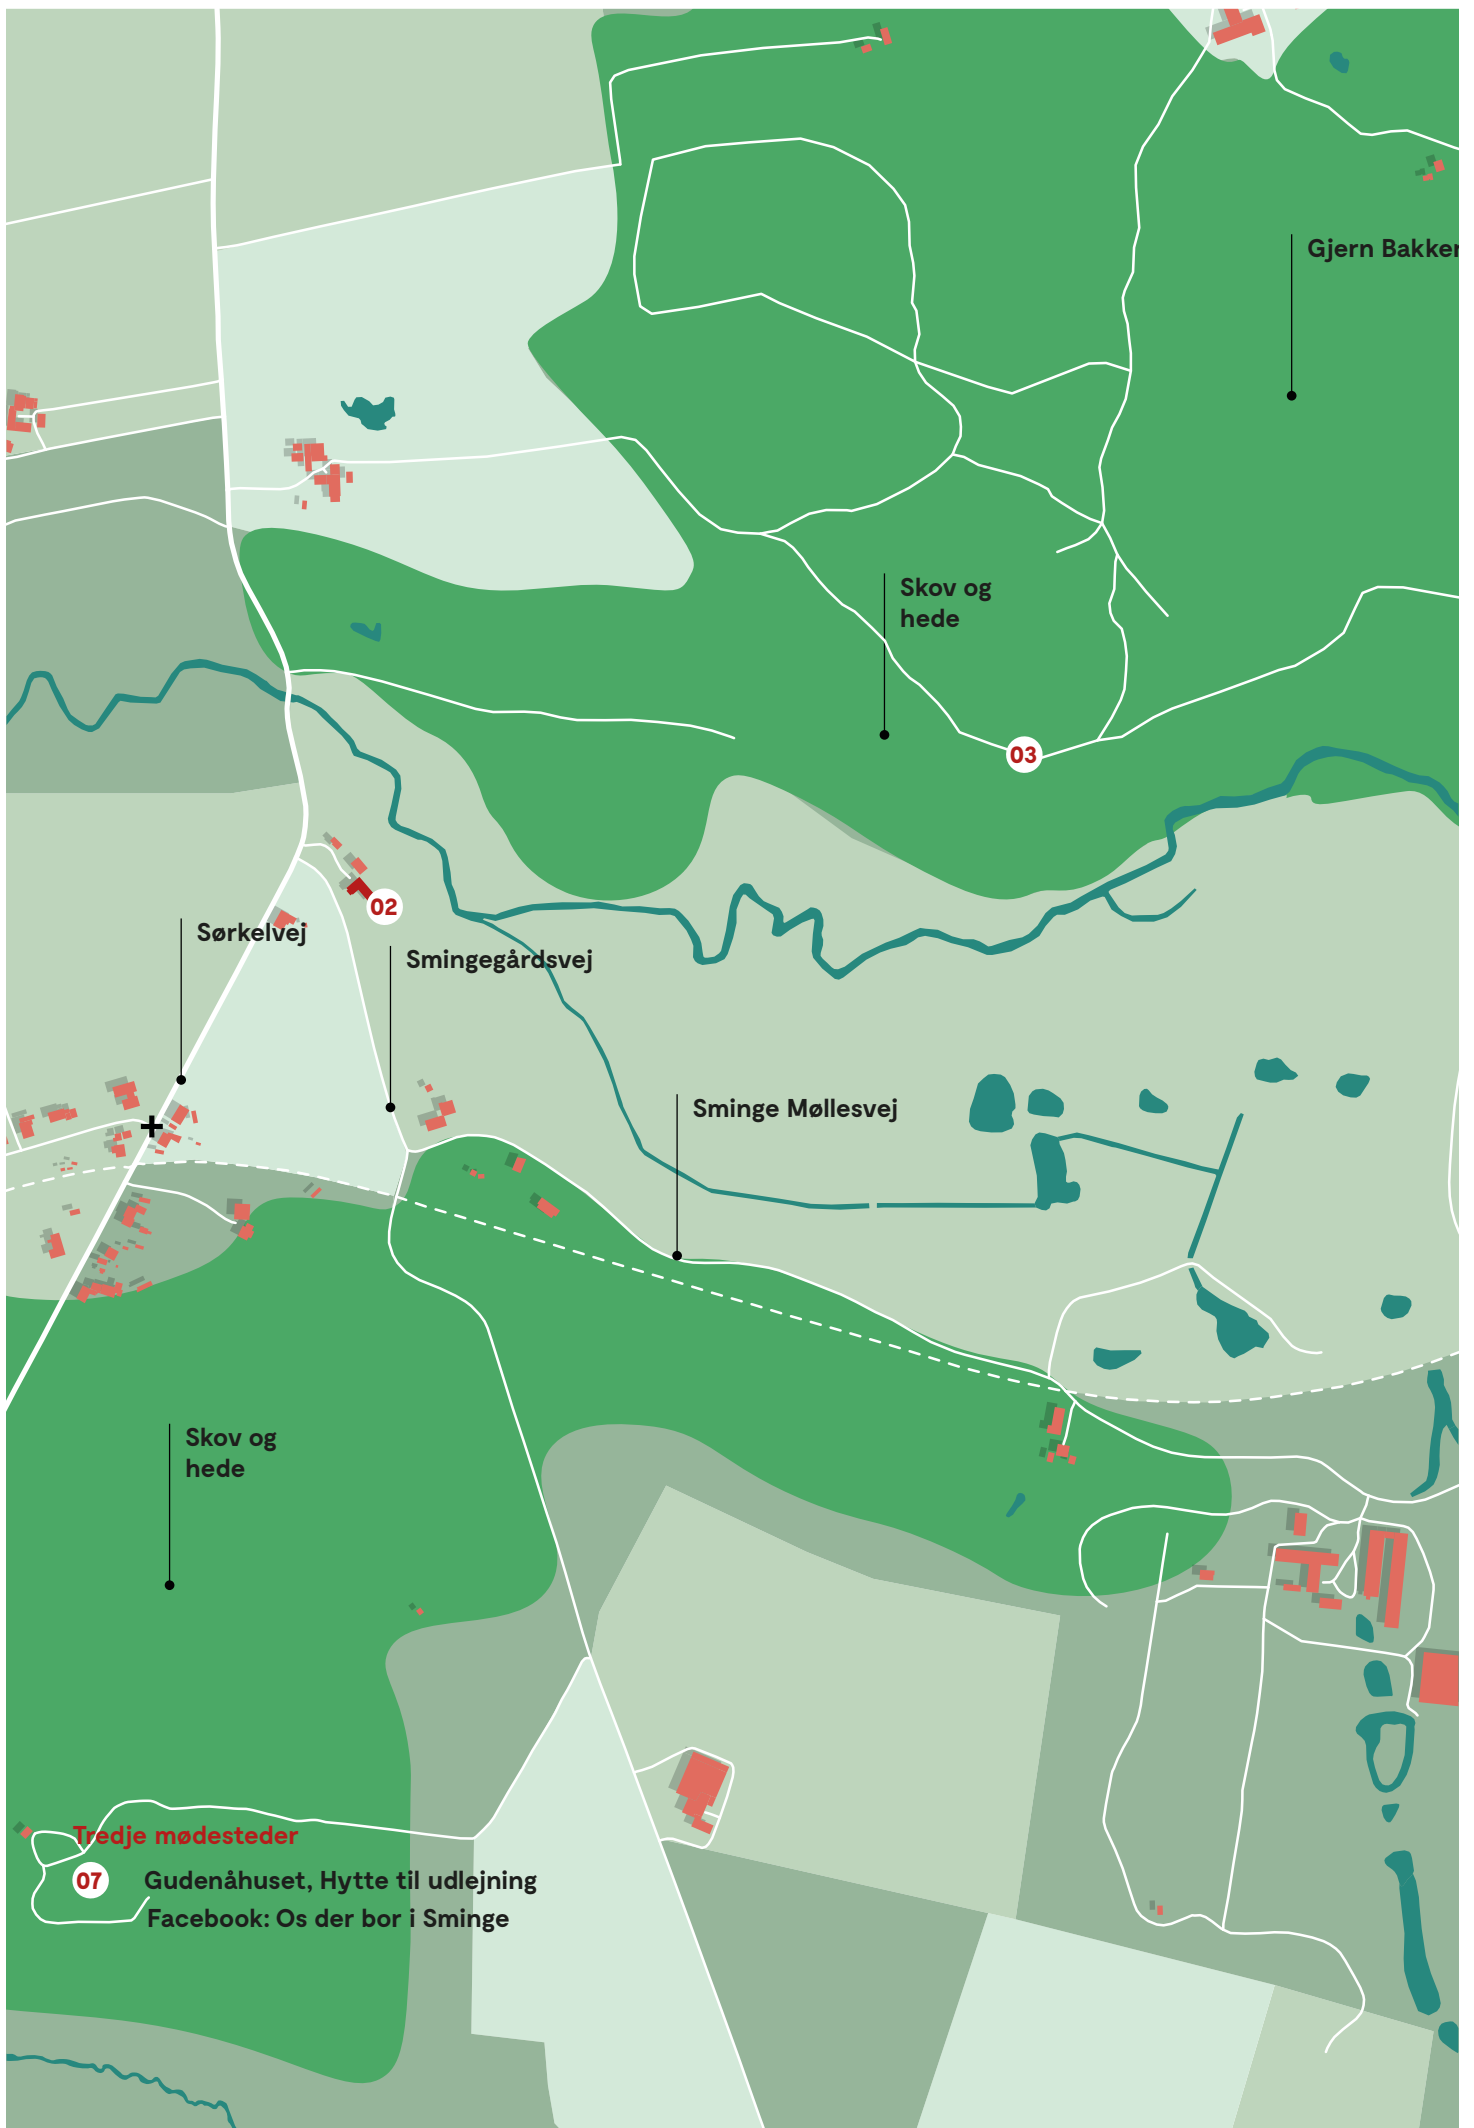 Gjern Bakker
Skov og
hede
03
02
Sørkelvej
Smingegårdsvej
Sminge Møllesvej
Skov og
hede
Tredje mødesteder
07 Gudenåhuset, Hytte til udlejning
Facebook: Os der bor i Sminge